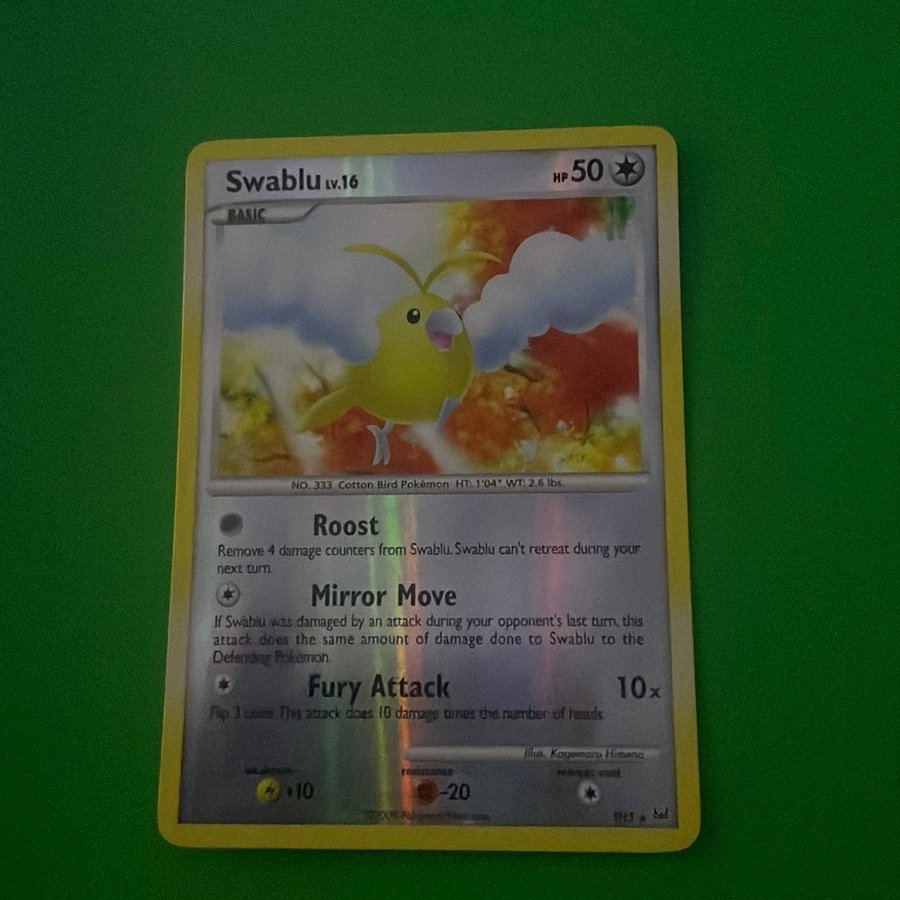 Swablu LV.16 HP 50
BASIC
NO. 333 Cotton Bird Pokémon HT: 1'04" WT: 2.6 lbs.
Roost
Remove 4 damage counters from Swablu. Swablu can't retreat during your
next turn.
Mirror Move
If Swablu was damaged by an attack during your opponent's last turn, this
attack does the same amount of damage done to Swablu to the
Defending Pokémon.
Fury Attack 10x
Flip 3 coins. This attack does 10 damage times the number of heads.
Illus. Kagemaru Himeno
weakness resistance retreat cost
+10 -20
©2009 Pokémon